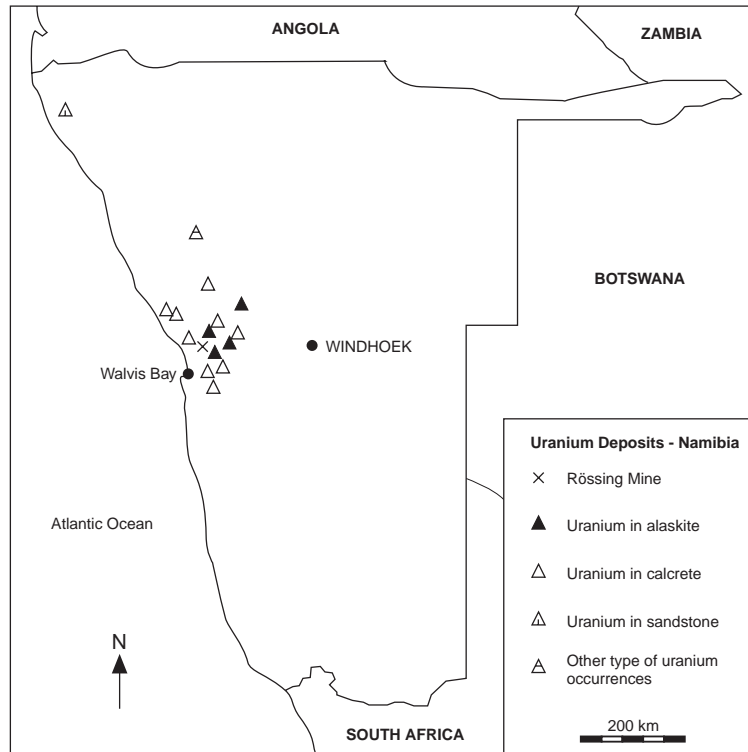 ANGOLA
ZAMBIA
BOTSWANA
WINDHOEK
Walvis Bay
Atlantic Ocean
N
SOUTH AFRICA
Uranium Deposits - Namibia
Rössing Mine
Uranium in alaskite
Uranium in calcrete
Uranium in sandstone
Other type of uranium
occurrences
200 km